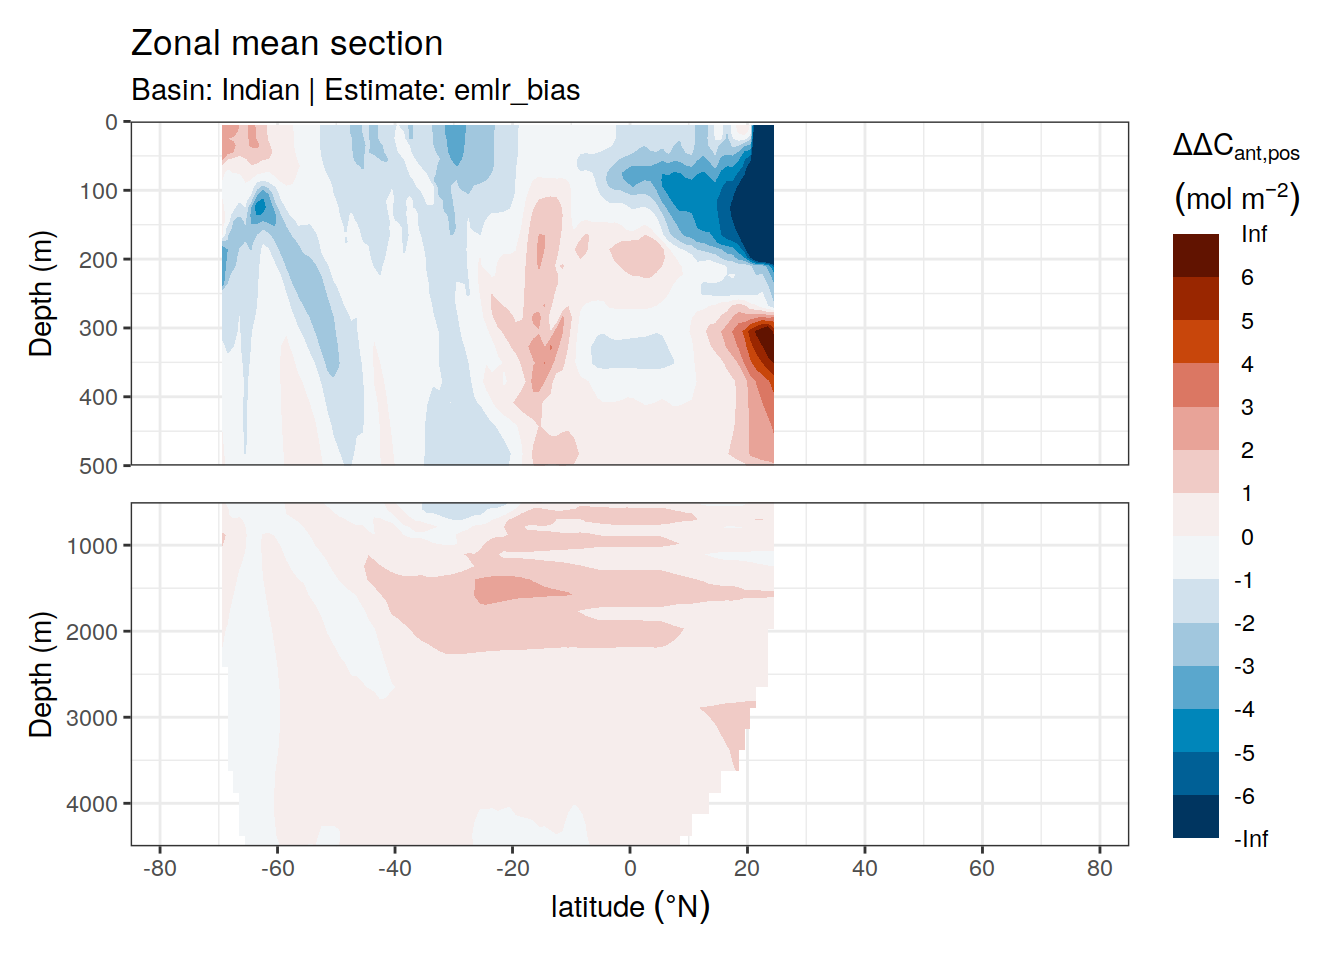 Zonal mean section
Basin: Indian | Estimate: emlr_bias
0
100
200
300
400
500
Depth (m)
1000
2000
3000
4000
Depth (m)
-80 -60 -40 -20 0 20 40 60 80
latitude (°N)
ΔΔC_ant,pos
(mol m⁻²)
Inf
6
5
4
3
2
1
0
-1
-2
-3
-4
-5
-6
-Inf